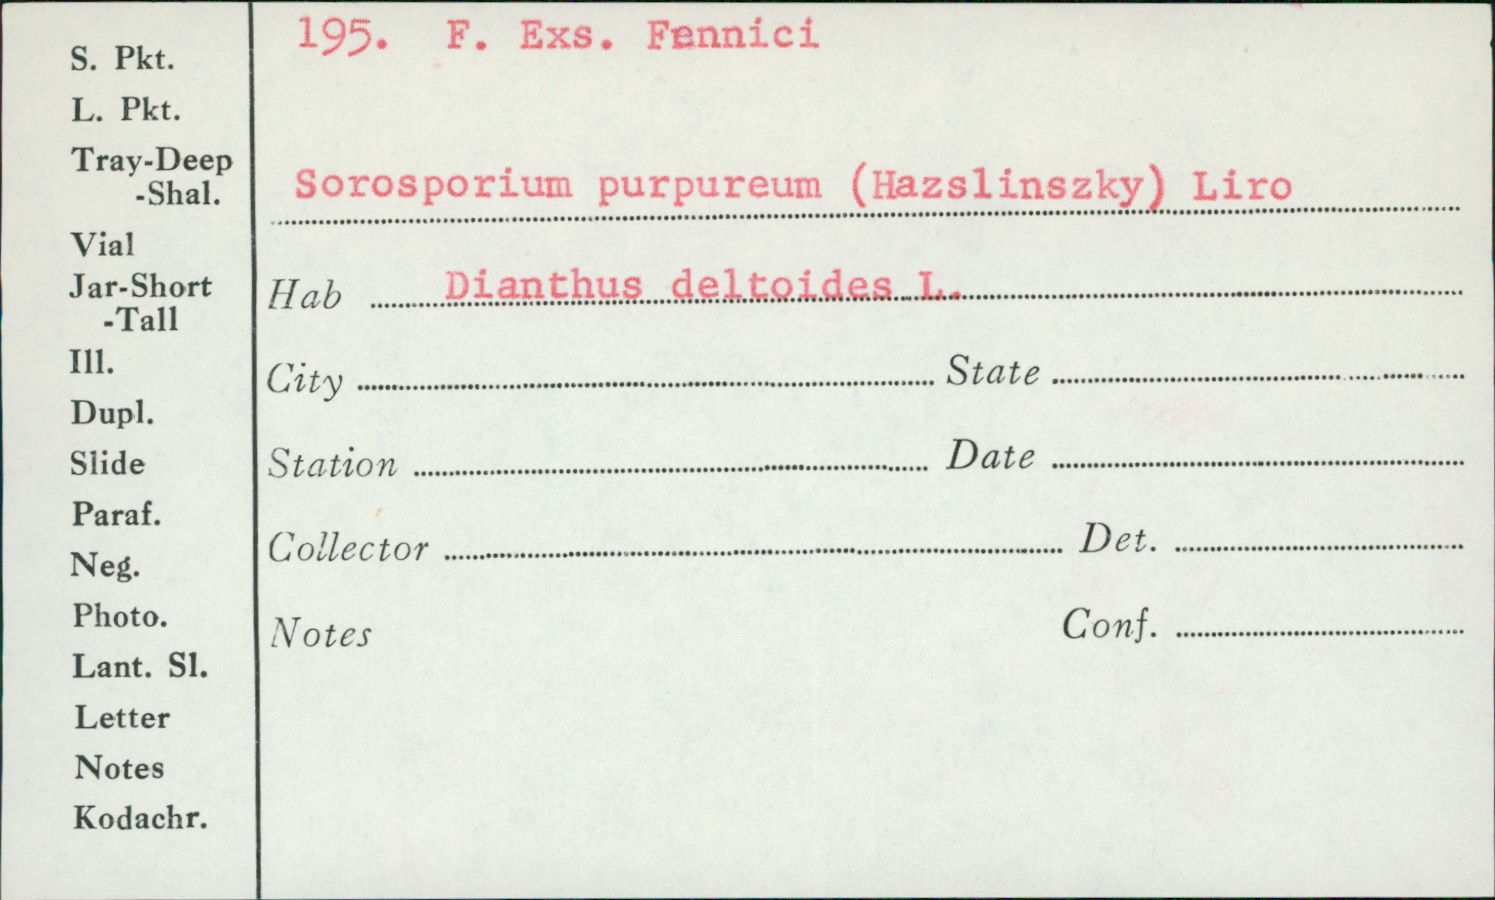 195. F. Exs. Fennici
Sorosporium purpureum (Hazslinszky) Liro
Hab Dianthus deltoides L.
City State
Station Date
Collector Det.
Notes Conf.
S. Pkt.
L. Pkt.
Tray-Deep
-Shal.
Vial
Jar-Short
-Tall
Ill.
Dupl.
Slide
Paraf.
Neg.
Photo.
Lant. Sl.
Letter
Notes
Kodachr.